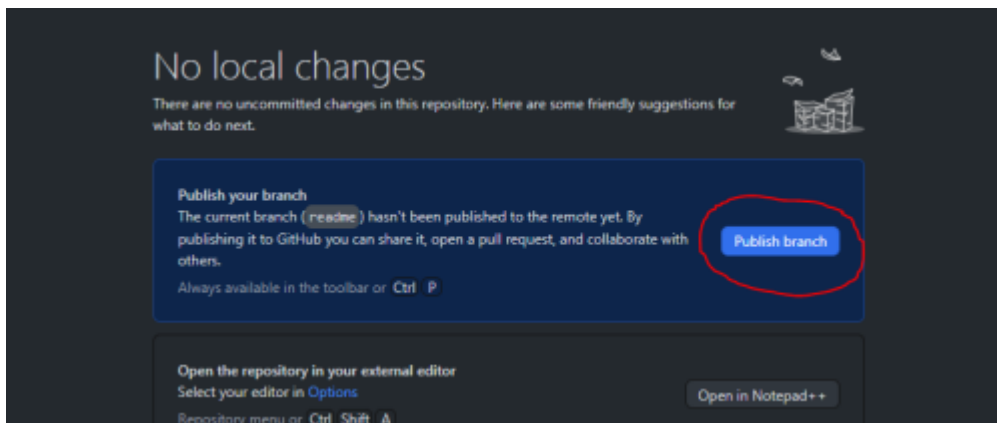 No local changes
There are no uncommitted changes in this repository. Here are some friendly suggestions for
what to do next.
Publish your branch
The current branch ( readme ) hasn't been published to the remote yet. By
publishing it to GitHub you can share it, open a pull request, and collaborate with
others.
Publish branch
Always available in the toolbar or Ctrl P
Open the repository in your external editor
Select your editor in Options
Open in Notepad++
Repository menu or Ctrl Shift A